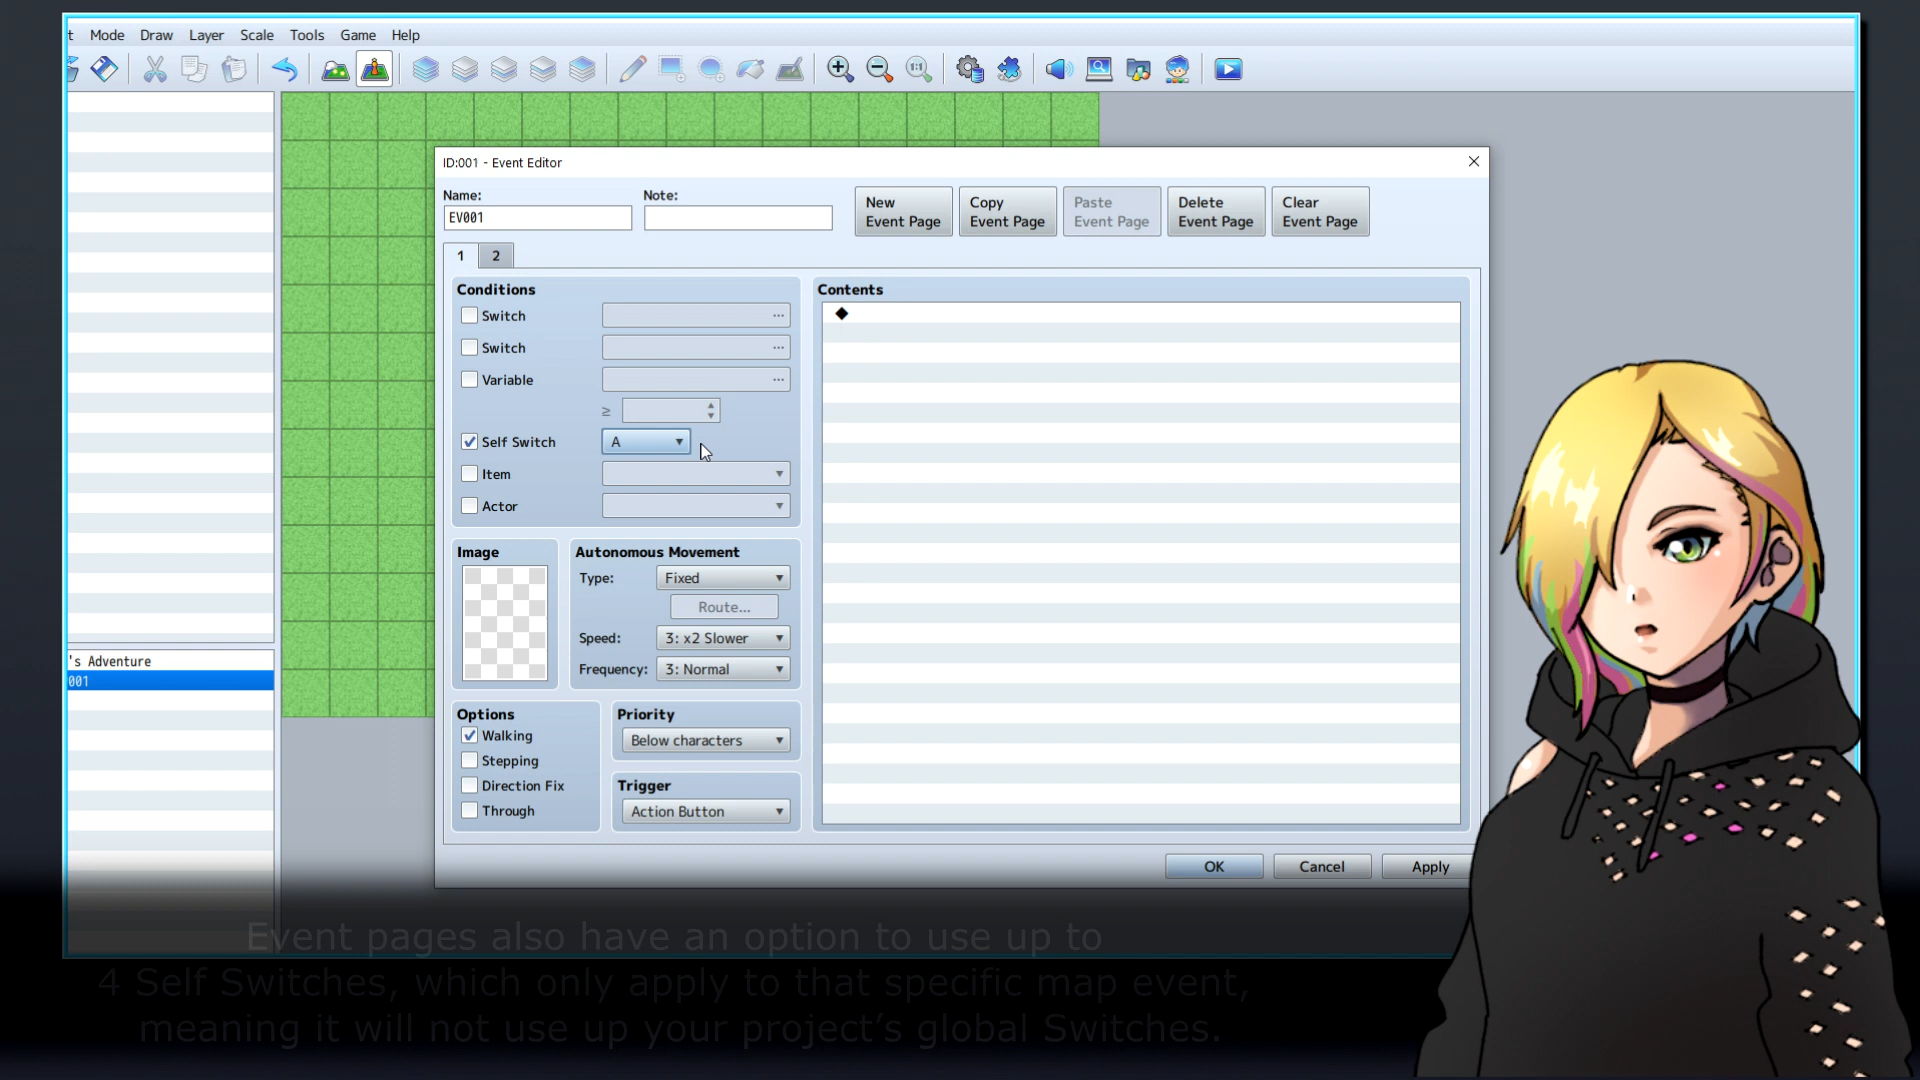 t Mode Draw Layer Scale Tools Game Help
1:1
ID:001 - Event Editor
Name:
Note:
EV001
New
Event Page
Copy
Event Page
Paste
Event Page
Delete
Event Page
Clear
Event Page
1 2
Conditions
Switch ...
Switch ...
Variable ...
≥
Self Switch A
Item
Actor
Contents
◆
Image
Autonomous Movement
Type: Fixed
Route...
Speed: 3: x2 Slower
Frequency: 3: Normal
Options
Walking
Stepping
Direction Fix
Through
Priority
Below characters
Trigger
Action Button
OK Cancel Apply
's Adventure
001
Event pages also have an option to use up to
4 Self Switches, which only apply to that specific map event,
meaning it will not use up your project's global Switches.